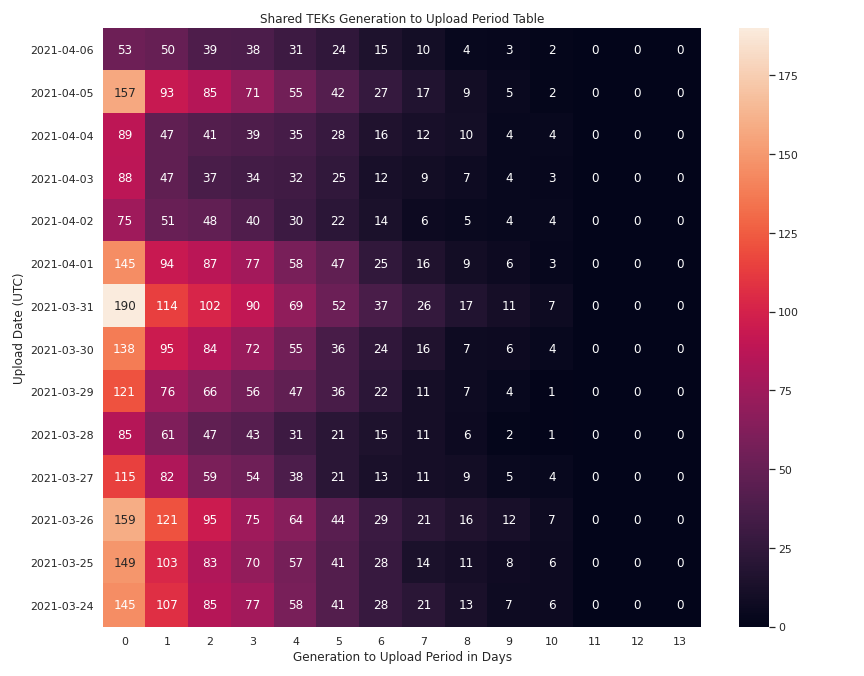 Shared TEKs Generation to Upload Period Table
Upload Date (UTC)
2021-04-06 53 50 39 38 31 24 15 10 4 3 2 0 0 0
2021-04-05 157 93 85 71 55 42 27 17 9 5 2 0 0 0
2021-04-04 89 47 41 39 35 28 16 12 10 4 4 0 0 0
2021-04-03 88 47 37 34 32 25 12 9 7 4 3 0 0 0
2021-04-02 75 51 48 40 30 22 14 6 5 4 4 0 0 0
2021-04-01 145 94 87 77 58 47 25 16 9 6 3 0 0 0
2021-03-31 190 114 102 90 69 52 37 26 17 11 7 0 0 0
2021-03-30 138 95 84 72 55 36 24 16 7 6 4 0 0 0
2021-03-29 121 76 66 56 47 36 22 11 7 4 1 0 0 0
2021-03-28 85 61 47 43 31 21 15 11 6 2 1 0 0 0
2021-03-27 115 82 59 54 38 21 13 11 9 5 4 0 0 0
2021-03-26 159 121 95 75 64 44 29 21 16 12 7 0 0 0
2021-03-25 149 103 83 70 57 41 28 14 11 8 6 0 0 0
2021-03-24 145 107 85 77 58 41 28 21 13 7 6 0 0 0
0 1 2 3 4 5 6 7 8 9 10 11 12 13
Generation to Upload Period in Days
175
150
125
100
75
50
25
0